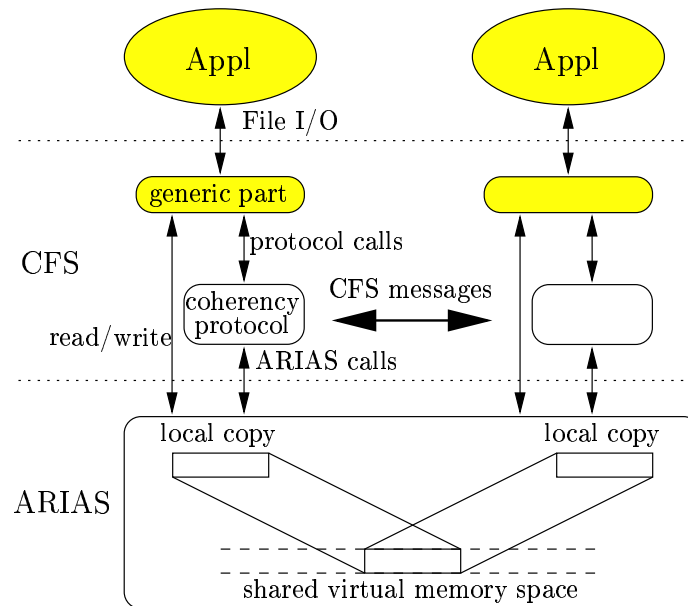 Appl
Appl
File I/O
generic part
protocol calls
CFS
CFS messages
coherency
protocol
read/write
ARIAS calls
local copy
local copy
ARIAS
shared virtual memory space